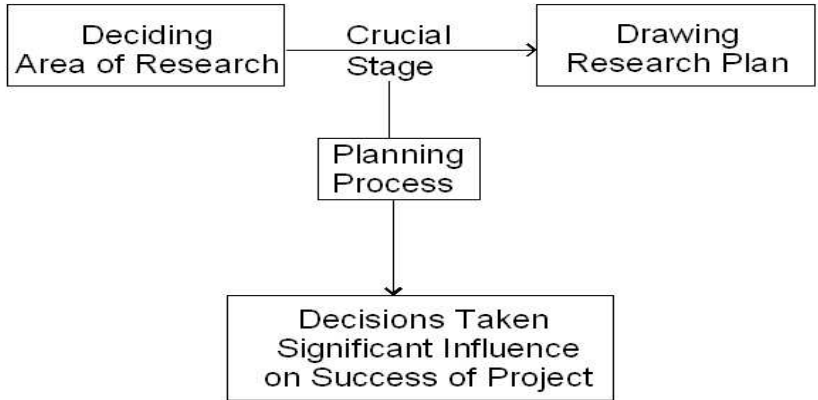 Deciding
Area of Research
Crucial
Stage
Drawing
Research Plan
Planning
Process
Decisions Taken
Significant Influence
on Success of Project